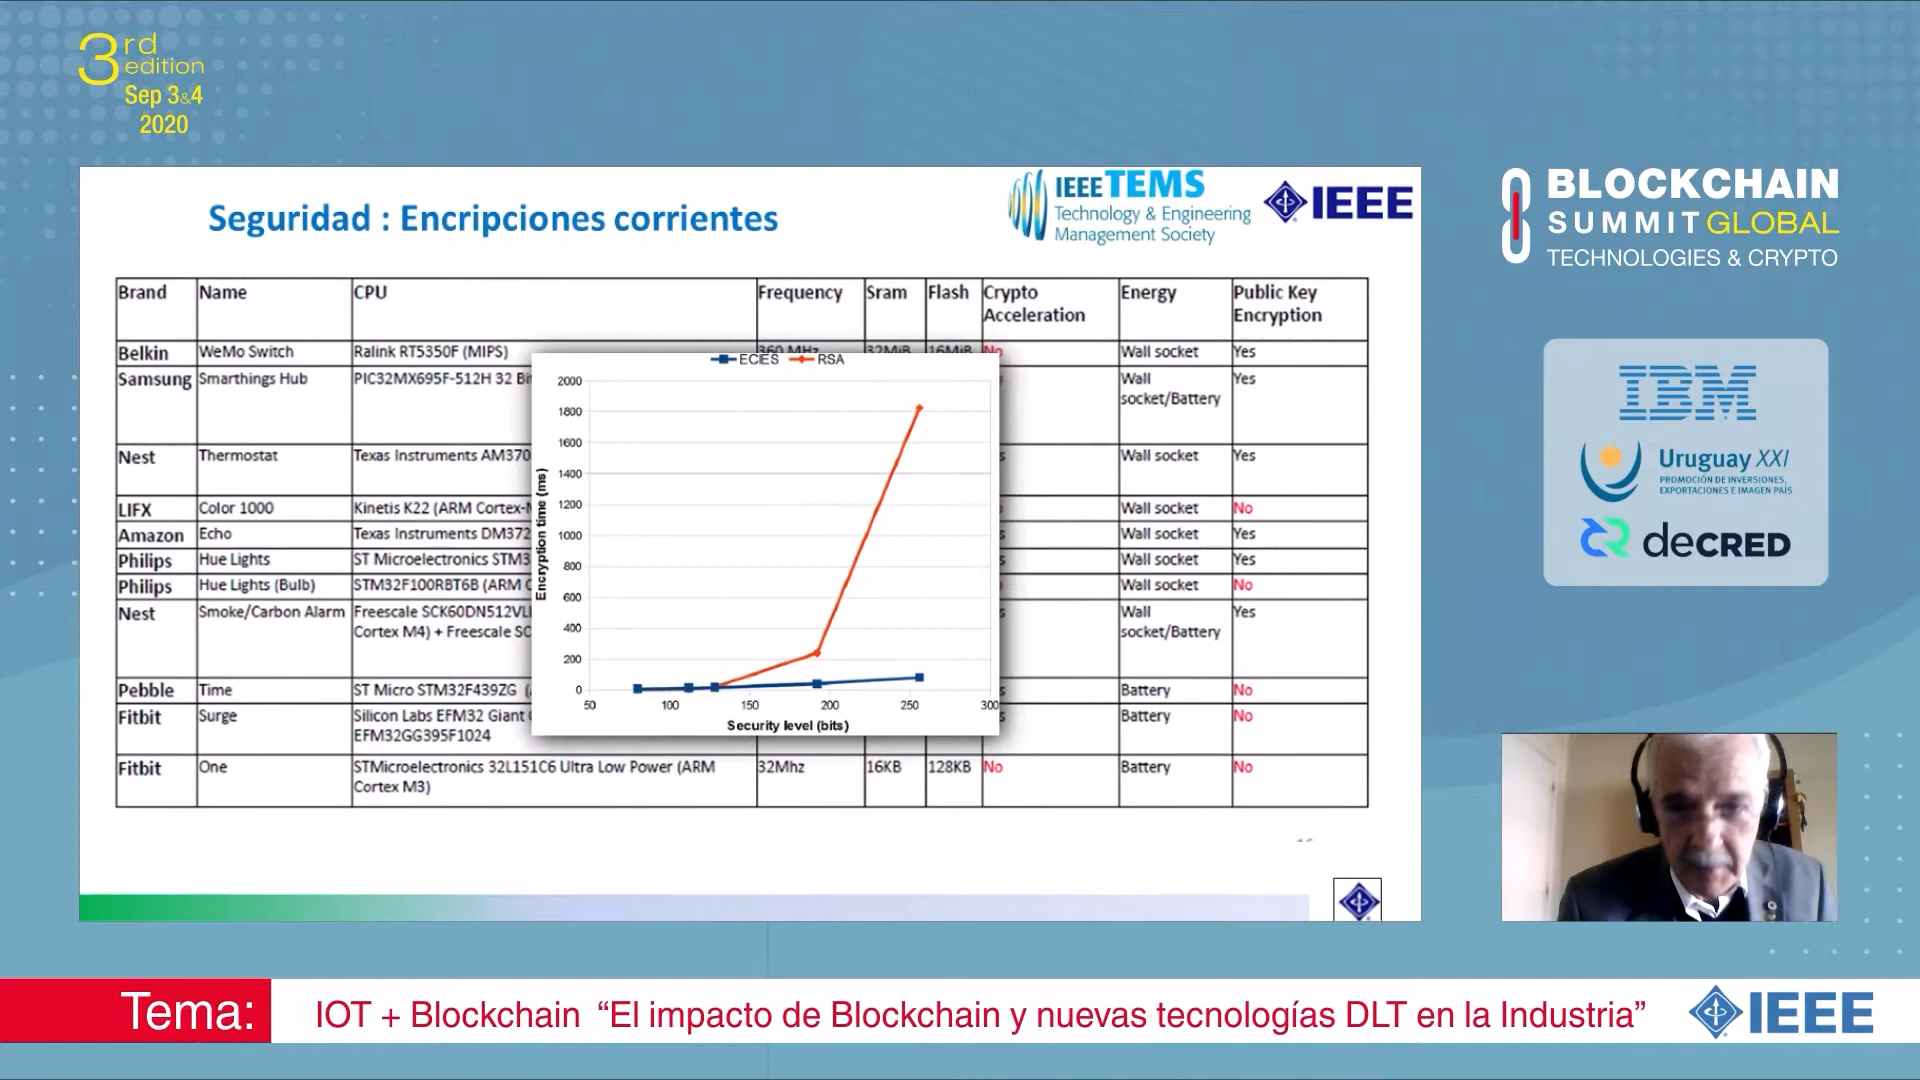 3rd edition
Sep 3&4
2020
Seguridad : Encripciones corrientes
IEEE TEMS
Technology & Engineering
Management Society
IEEE
BLOCKCHAIN
SUMMIT GLOBAL
TECHNOLOGIES & CRYPTO
Brand Name CPU Frequency Sram Flash Crypto Acceleration Energy Public Key Encryption
Belkin WeMo Switch Ralink RT5350F (MIPS) 360 MHz 32MiB 16MiB No Wall socket Yes
Samsung Smarthings Hub PIC32MX695F-512H 32 Wall socket/Battery Yes
Nest Thermostat Texas Instruments Wall socket Yes
LIFX Color 1000 Kinetis K22 (ARM Wall socket No
Amazon Echo Texas Instruments Wall socket Yes
Philips Hue Lights ST Microelectronics Wall socket Yes
Philips Hue Lights (Bulb) STM32F100RBT6B (ARM Wall socket No
Nest Smoke/Carbon Alarm Freescale
Cortex M4) + Freescale Wall socket/Battery Yes
Pebble Time ST Micro STM32F439ZG Battery No
Fitbit Surge Silicon Labs EFM32 Giant
EFM32GG395F1024 Battery No
Fitbit One STMicroelectronics 32L151C6 Ultra Low Power (ARM
Cortex M3) 32Mhz 16KB 128KB No Battery No
ECIES RSA
2000
1800
1600
1400
1200
1000
800
600
400
200
0
Encryption time (ms)
50 100 150 200 250 300
Security level (bits)
IBM
Uruguay XXI
PROMOCIÓN DE INVERSIONES,
EXPORTACIONES E IMAGEN PAÍS
deCRED
Tema:
IOT + Blockchain “El impacto de Blockchain y nuevas tecnologías DLT en la Industria”
IEEE